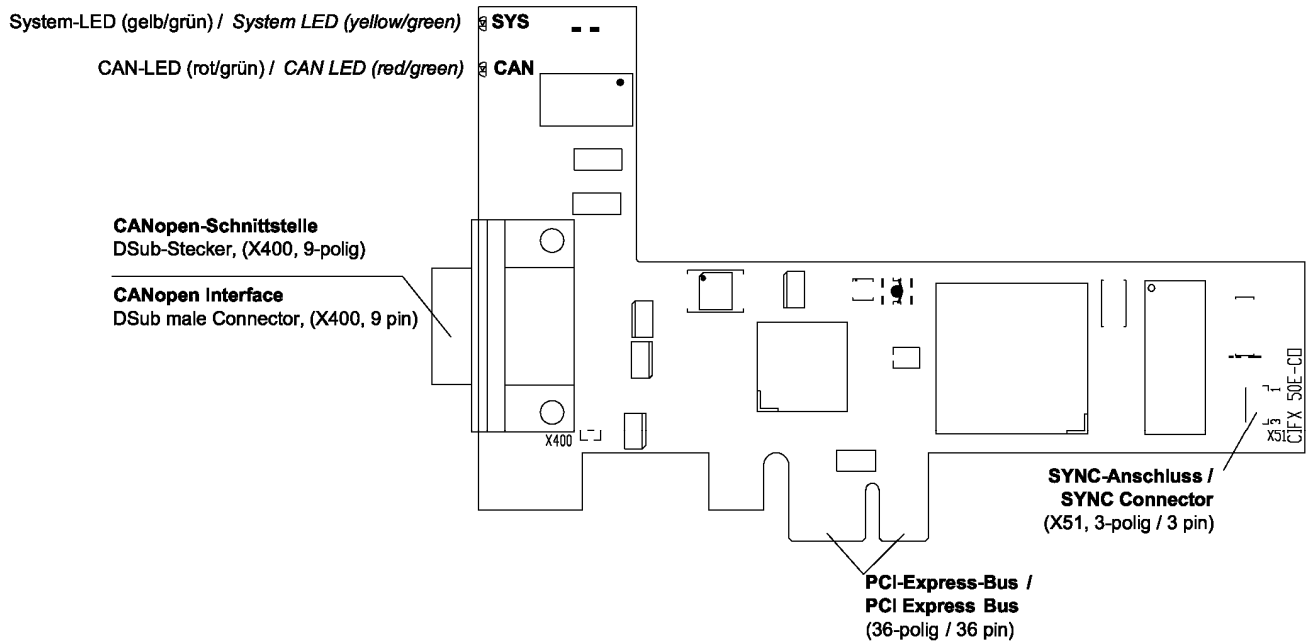 System-LED (gelb/grün) / System LED (yellow/green) SYS
CAN-LED (rot/grün) / CAN LED (red/green) CAN
CANopen-Schnittstelle
DSub-Stecker, (X400, 9-polig)
CANopen Interface
DSub male Connector, (X400, 9 pin)
X400
1
3
X51
CIFX 50E-CO
SYNC-Anschluss /
SYNC Connector
(X51, 3-polig / 3 pin)
PCI-Express-Bus /
PCI Express Bus
(36-polig / 36 pin)